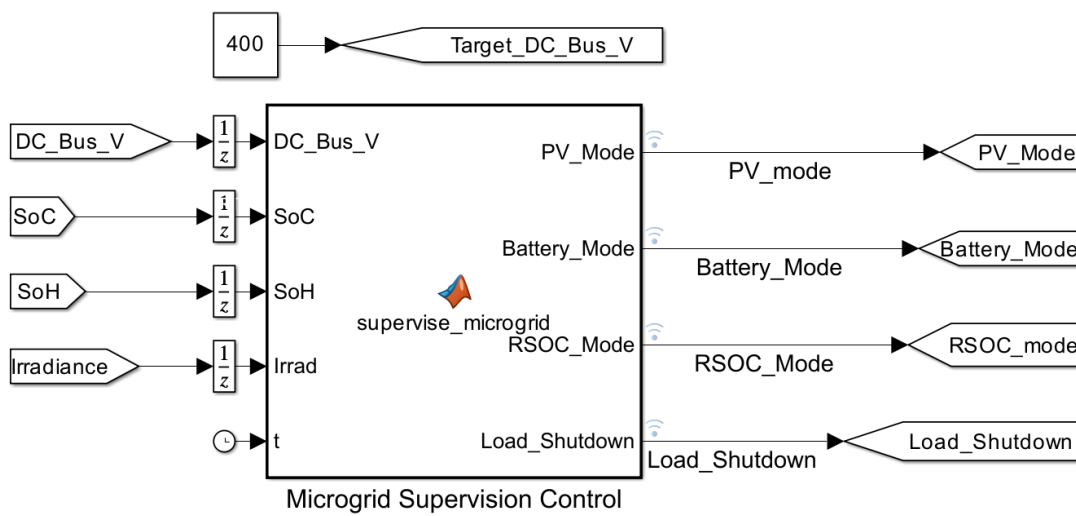 400
Target_DC_Bus_V
DC_Bus_V
1
z
DC_Bus_V
PV_Mode
PV_mode
PV_Mode
SoC
1
z
SoC
Battery_Mode
Battery_Mode
Battery_Mode
SoH
1
z
SoH
supervise_microgrid
RSOC_Mode
RSOC_Mode
RSOC_mode
Irradiance
1
z
Irrad
t
Load_Shutdown
Load_Shutdown
Load_Shutdown
Microgrid Supervision Control